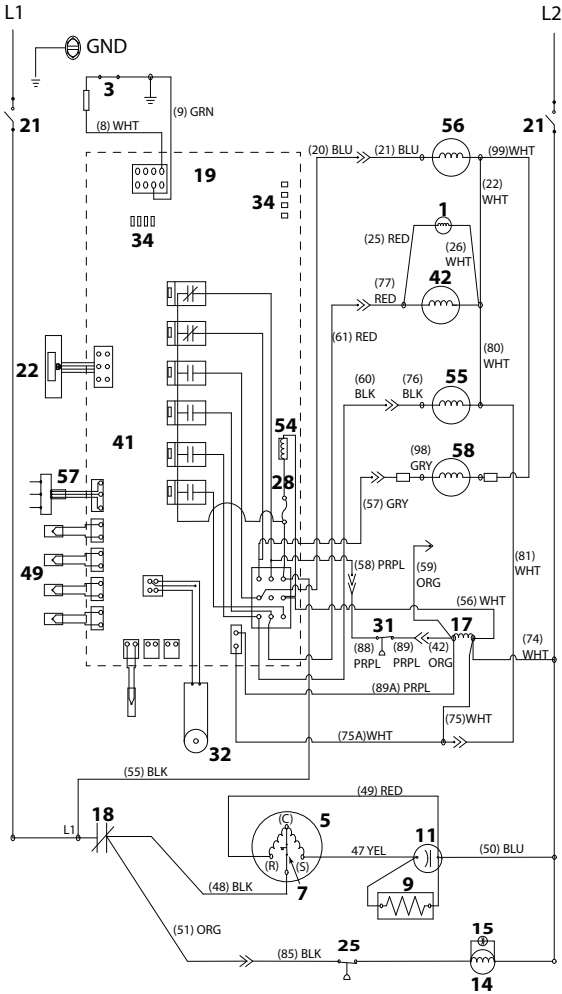 L1
L2
GND
3
(9) GRN
(8) WHT
21
21
(20) BLU
(21) BLU
56
(99)WHT
19
(22)
WHT
34
34
1
(25) RED
(26)
WHT
(77)
RED
42
(61) RED
(80)
WHT
22
(60)
BLK
(76)
BLK
55
54
41
(98)
GRY
58
28
57
(57) GRY
49
(58) PRPL
(59)
ORG
(81)
WHT
(56) WHT
31
17
(88)
PRPL
(89)
PRPL
(42)
ORG
(74)
WHT
(89A) PRPL
(75)WHT
(75A)WHT
32
(55) BLK
(49) RED
18
5
L1
(C)
11
(R)
(S)
47 YEL
(50) BLU
7
9
(48) BLK
(51) ORG
25
15
(85) BLK
14